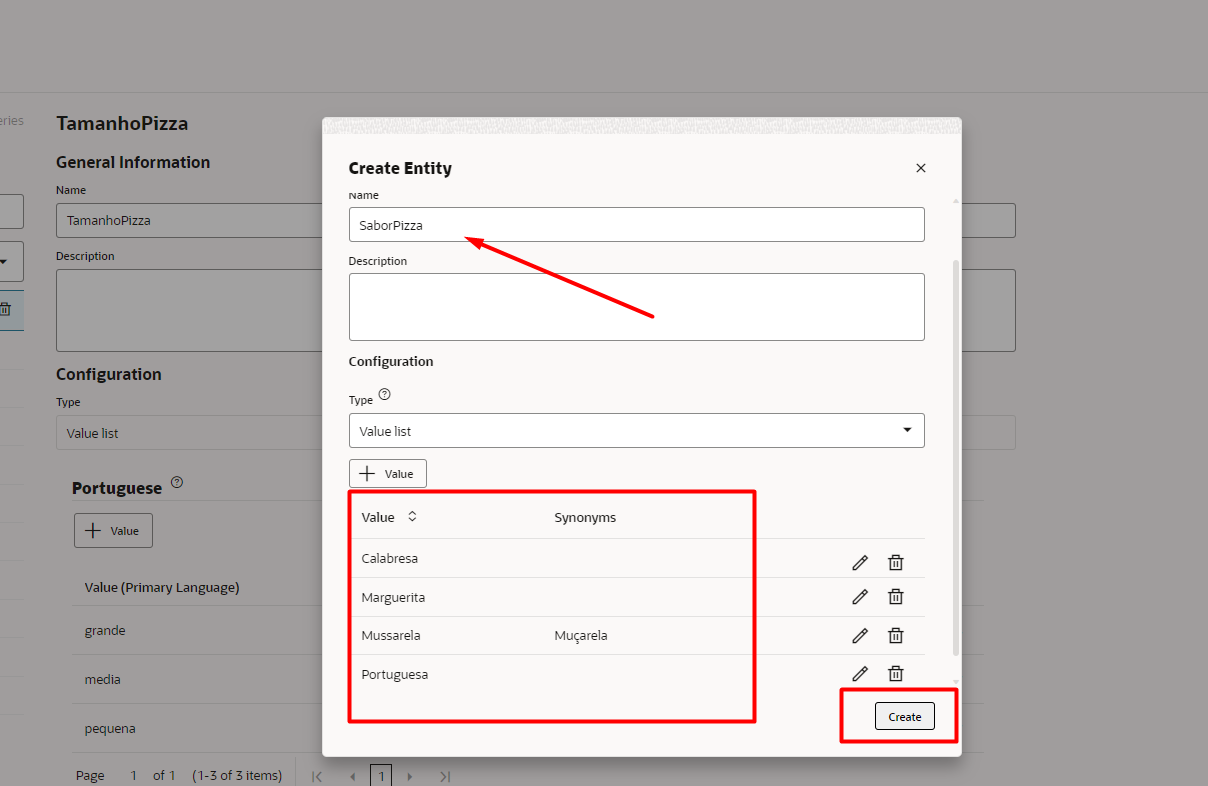 eries
TamanhoPizza
General Information
Name
TamanhoPizza
Description
Configuration
Type
Value list
Portuguese
Value
Value (Primary Language)
grande
media
pequena
Page 1 of 1 (1-3 of 3 items) 1
Create Entity
Name
SaborPizza
Description
Configuration
Type
Value list
Value
Value Synonyms
Calabresa
Marguerita
Mussarela Muçarela
Portuguesa
Create